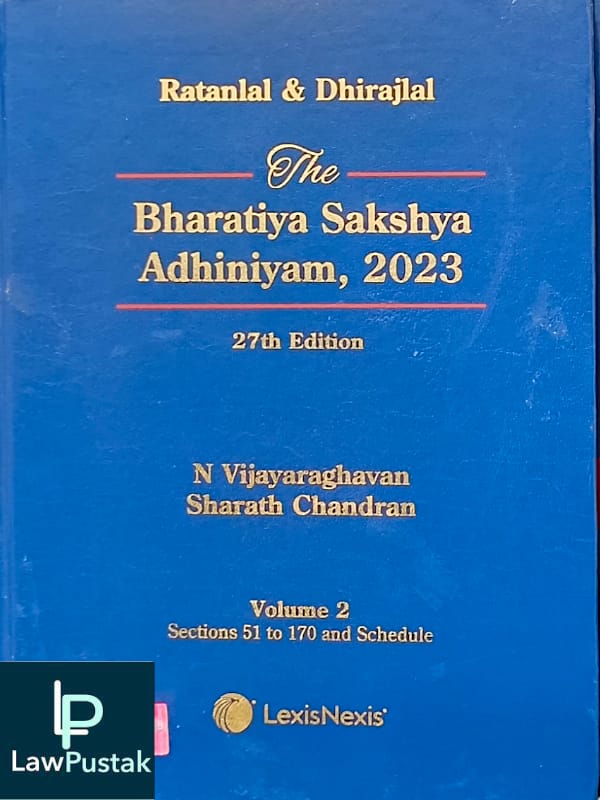 Ratanlal & Dhirajlal
The
Bharatiya Sakshya
Adhiniyam, 2023
27th Edition
N Vijayaraghavan
Sharath Chandran
Volume 2
Sections 51 to 170 and Schedule
LexisNexis®
LP
LawPustak